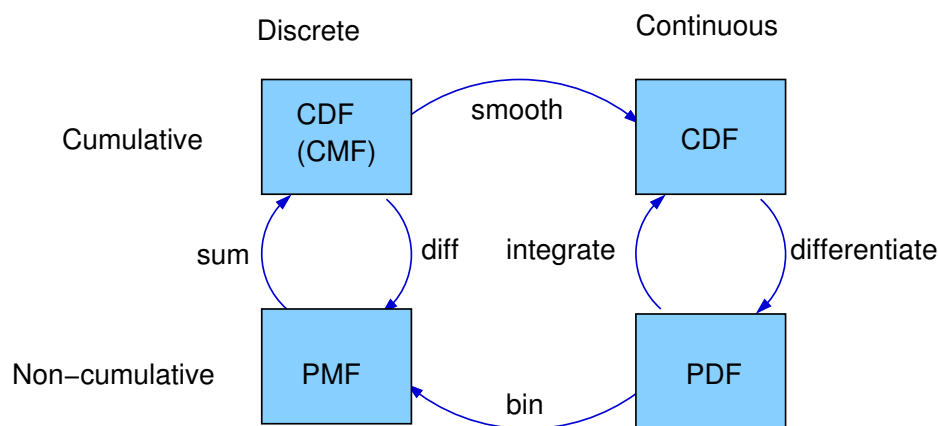 Discrete
Continuous
CDF
(CMF)
smooth
CDF
Cumulative
sum
diff
integrate
differentiate
Non−cumulative
PMF
PDF
bin